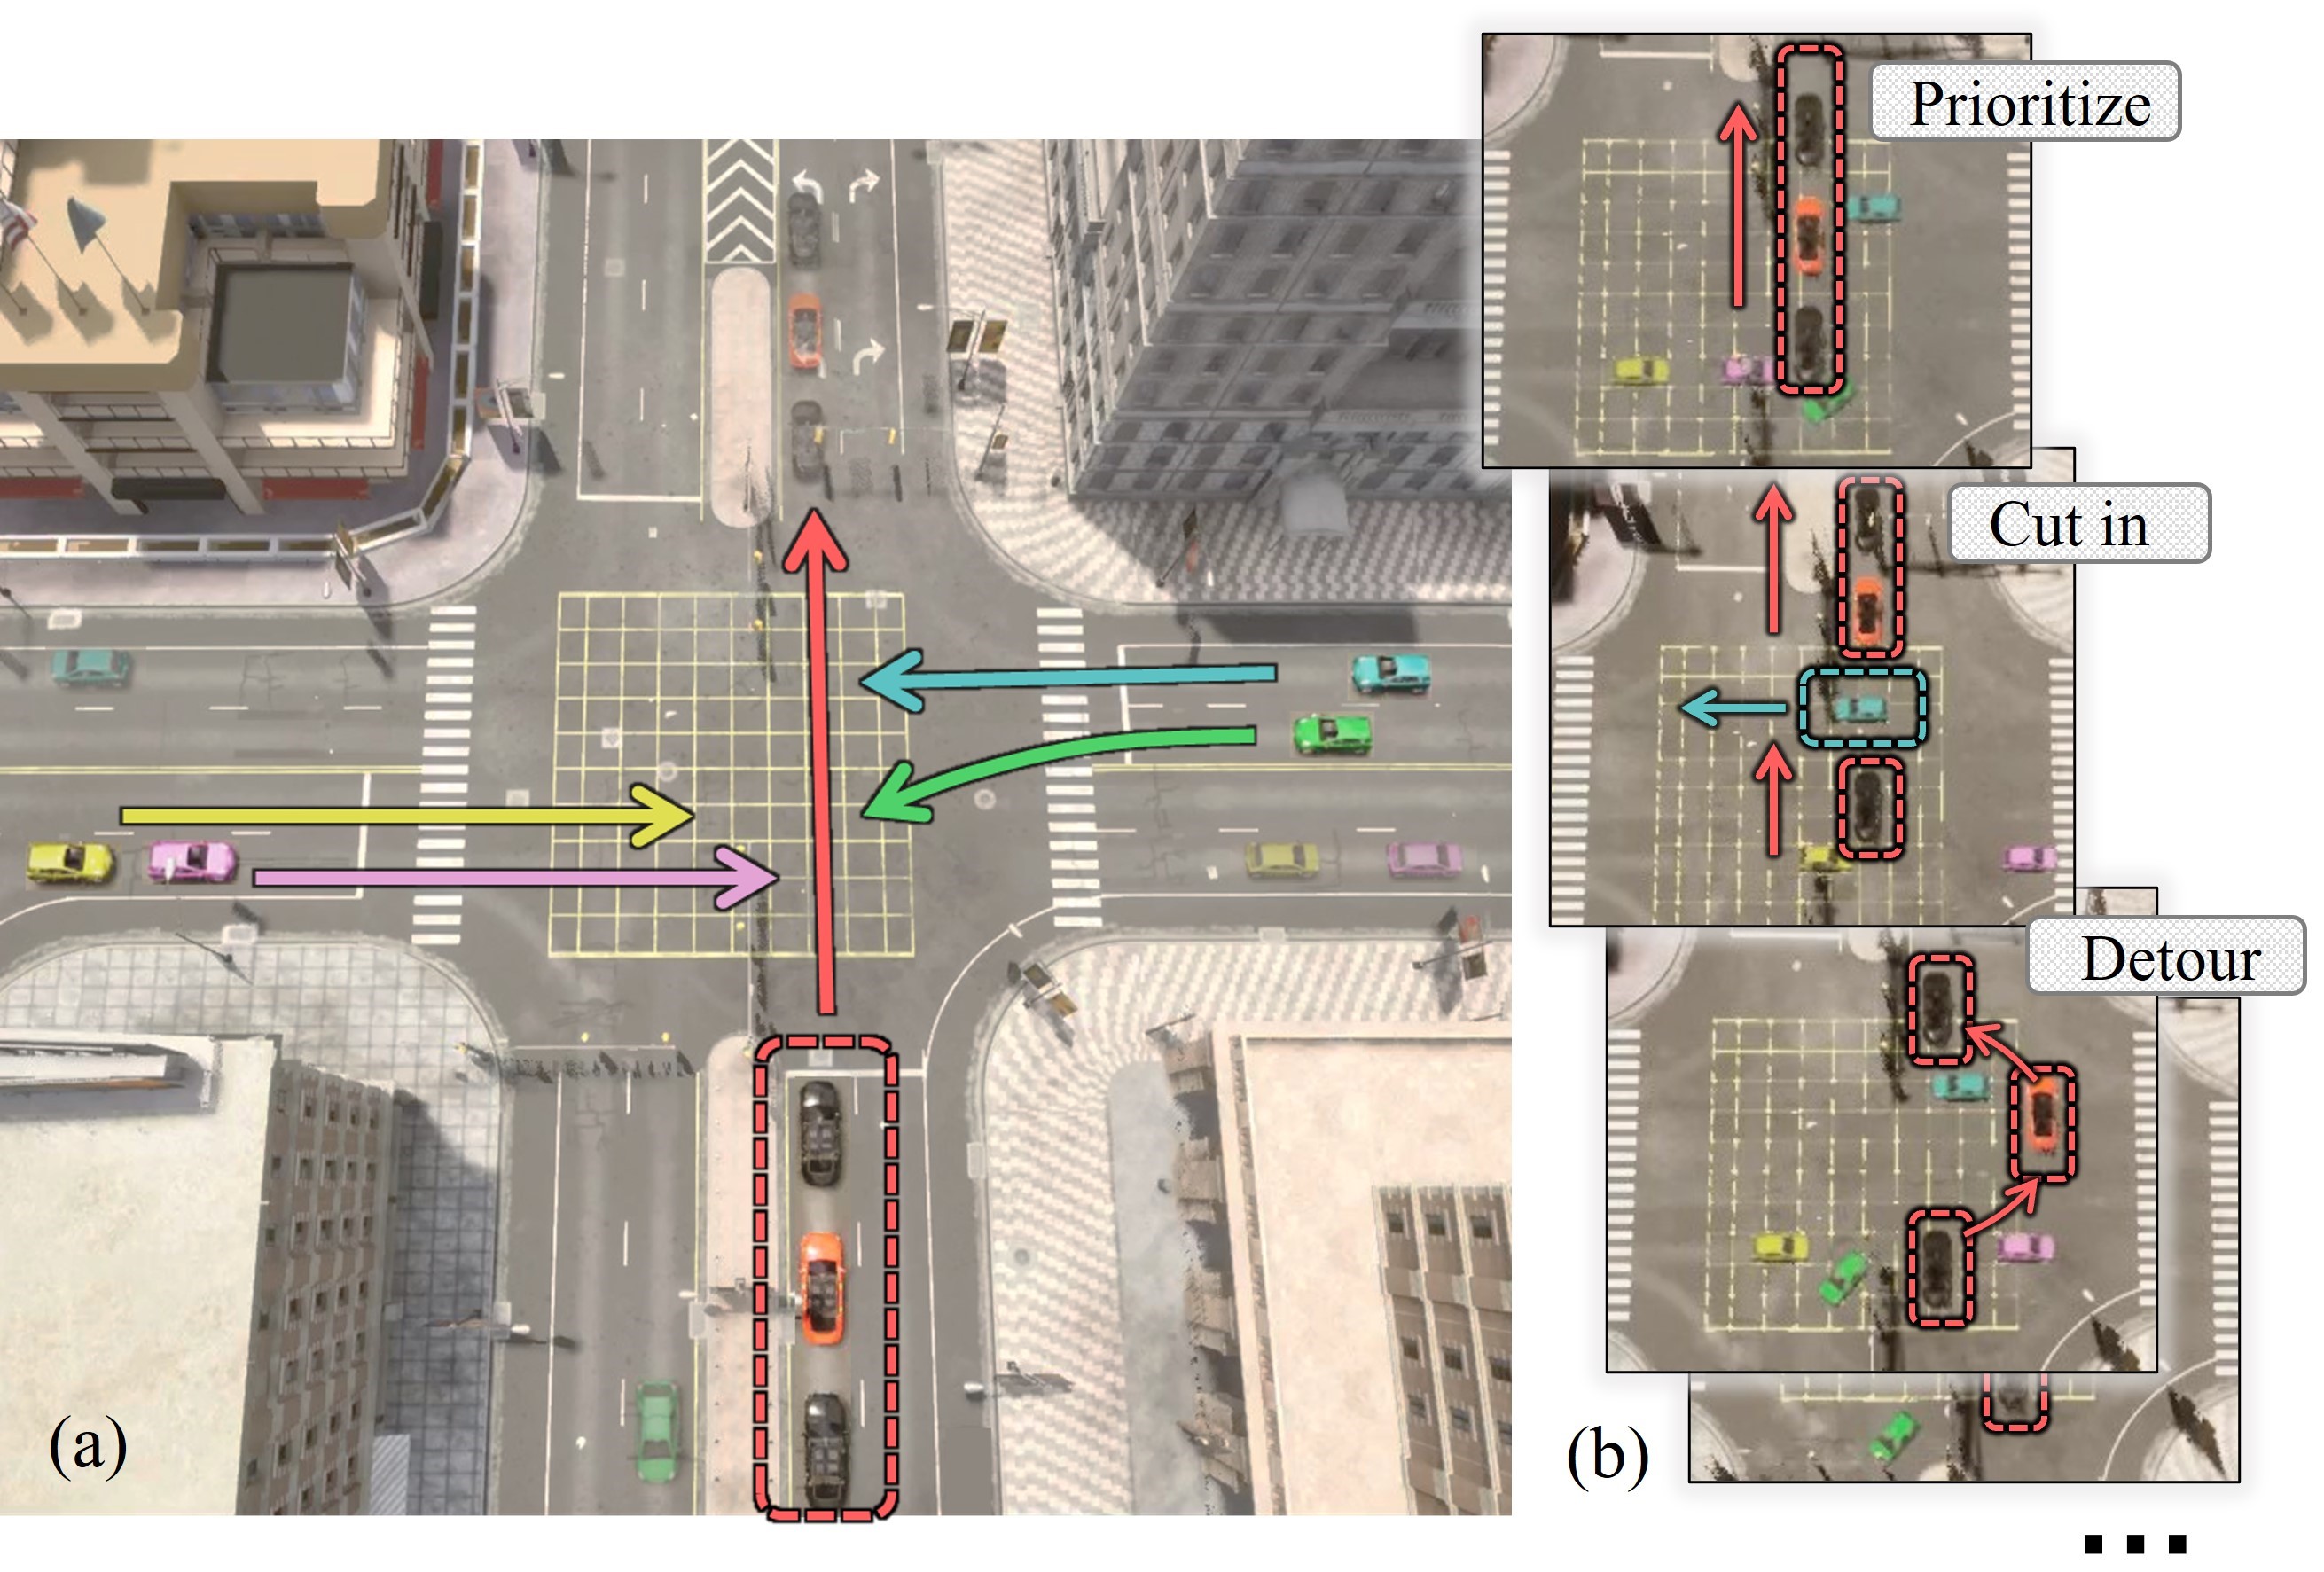 Prioritize
Cut in
Detour
(a)
(b)
...